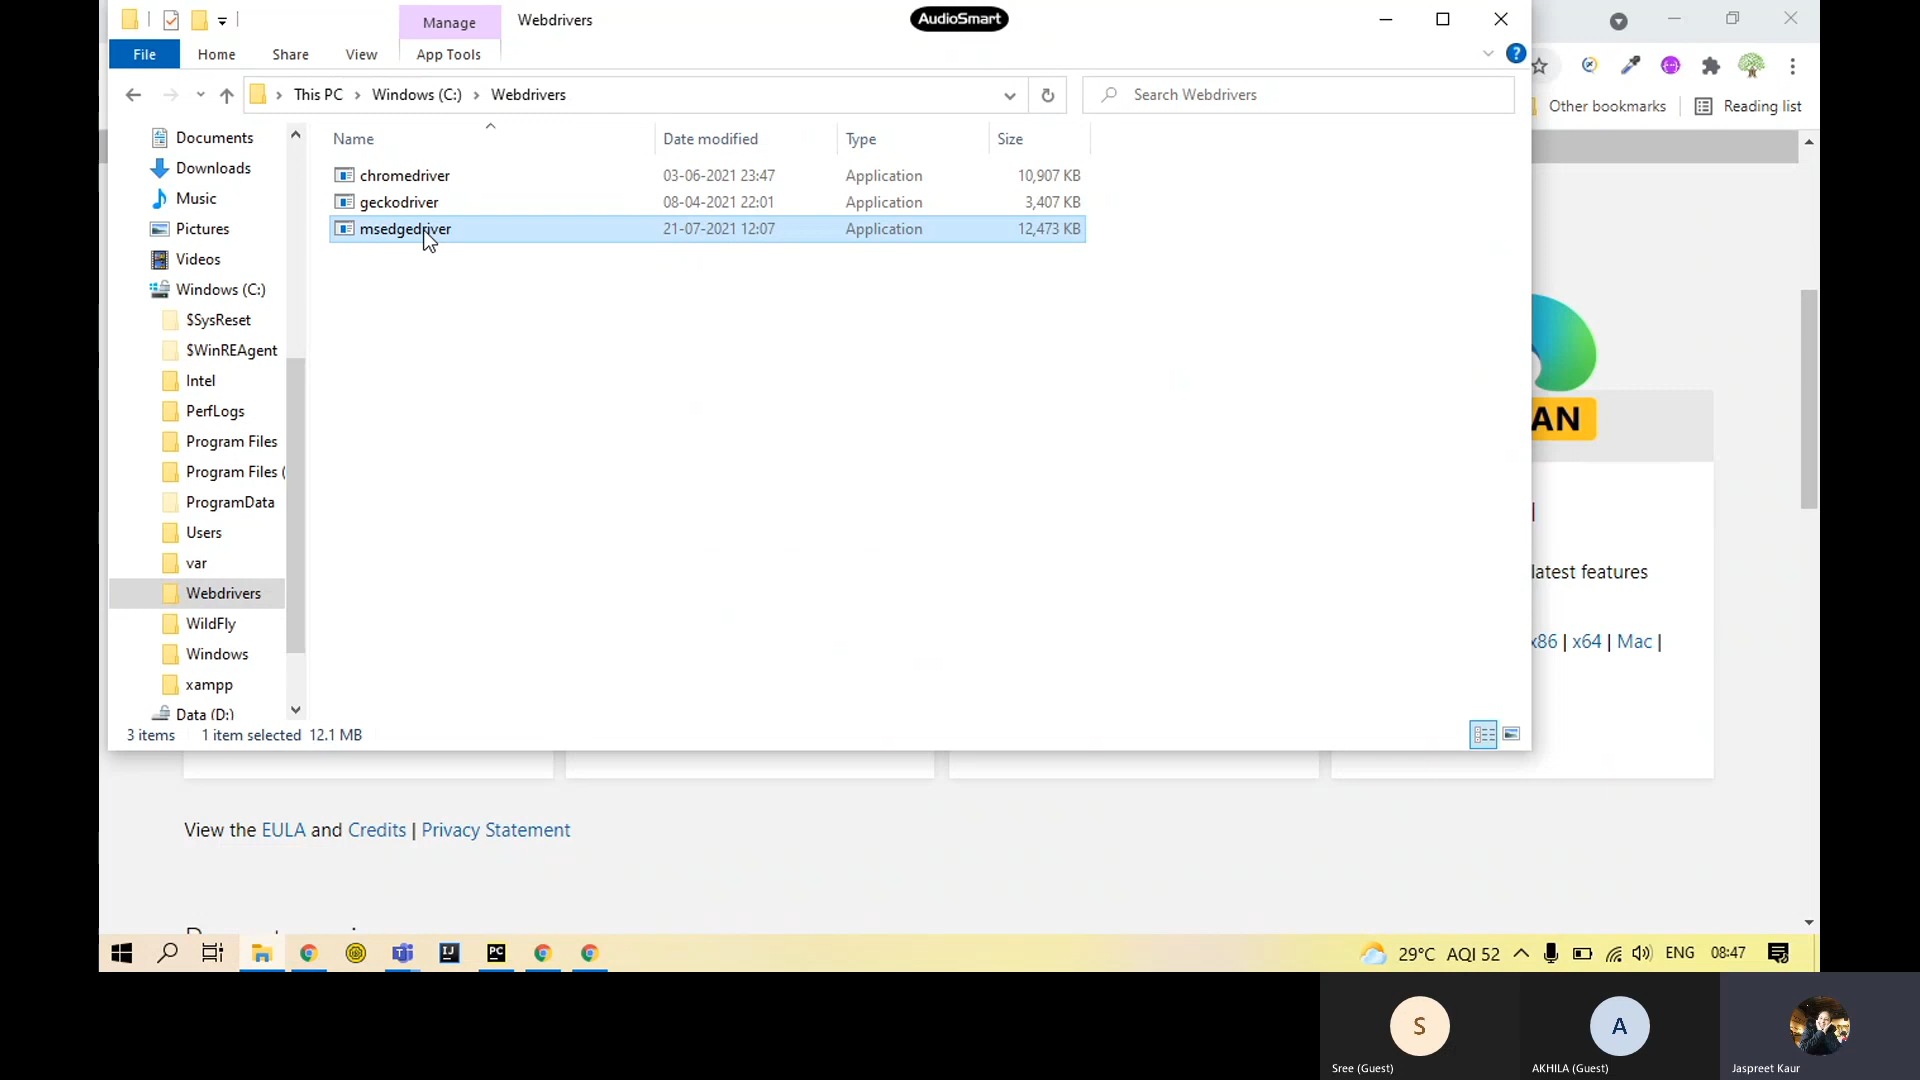 Manage
Webdrivers
AudioSmart
File
Home
Share
View
App Tools
This PC
Windows (C:)
Webdrivers
Search Webdrivers
Other bookmarks
Reading list
Name
Date modified
Type
Size
chromedriver 03-06-2021 23:47 Application 10,907 KB
geckodriver 08-04-2021 22:01 Application 3,407 KB
msedgedriver 21-07-2021 12:07 Application 12,473 KB
Documents
Downloads
Music
Pictures
Videos
Windows (C:)
$SysReset
$WinREAgent
Intel
PerfLogs
Program Files
Program Files (
ProgramData
Users
var
Webdrivers
WildFly
Windows
xampp
Data (D:)
3 items 1 item selected 12.1 MB
AN
latest features
x86 | x64 | Mac |
View the EULA and Credits | Privacy Statement
29°C AQI 52 ENG 08:47
S
A
Sree (Guest)
AKHILA (Guest)
Jaspreet Kaur